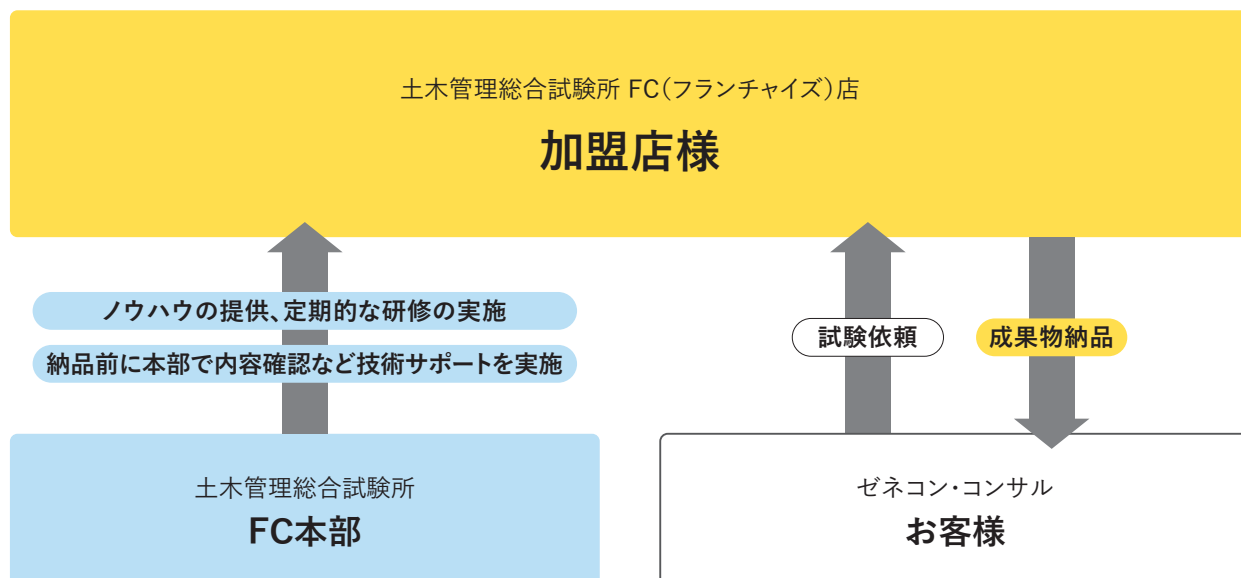 土木管理総合試験所 FC(フランチャイズ)店
加盟店様
ノウハウの提供、定期的な研修の実施
納品前に本部で内容確認など技術サポートを実施
試験依頼
成果物納品
土木管理総合試験所
FC本部
ゼネコン・コンサル
お客様